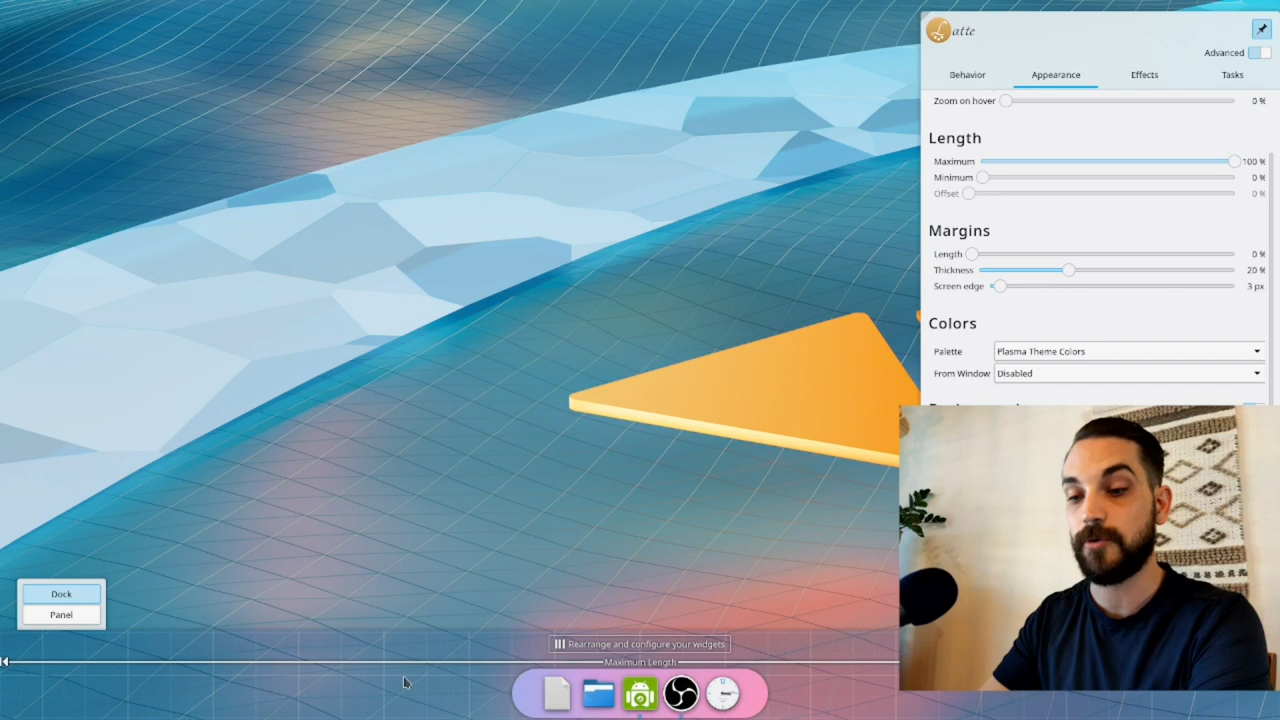 atte
Advanced
Behavior Appearance Effects Tasks
Zoom on hover 0 %
Length
Maximum 100 %
Minimum 0 %
Offset 0 %
Margins
Length 0 %
Thickness 20 %
Screen edge 3 px
Colors
Palette Plasma Theme Colors
From Window Disabled
Dock
Panel
Rearrange and configure your widgets
Maximum Length